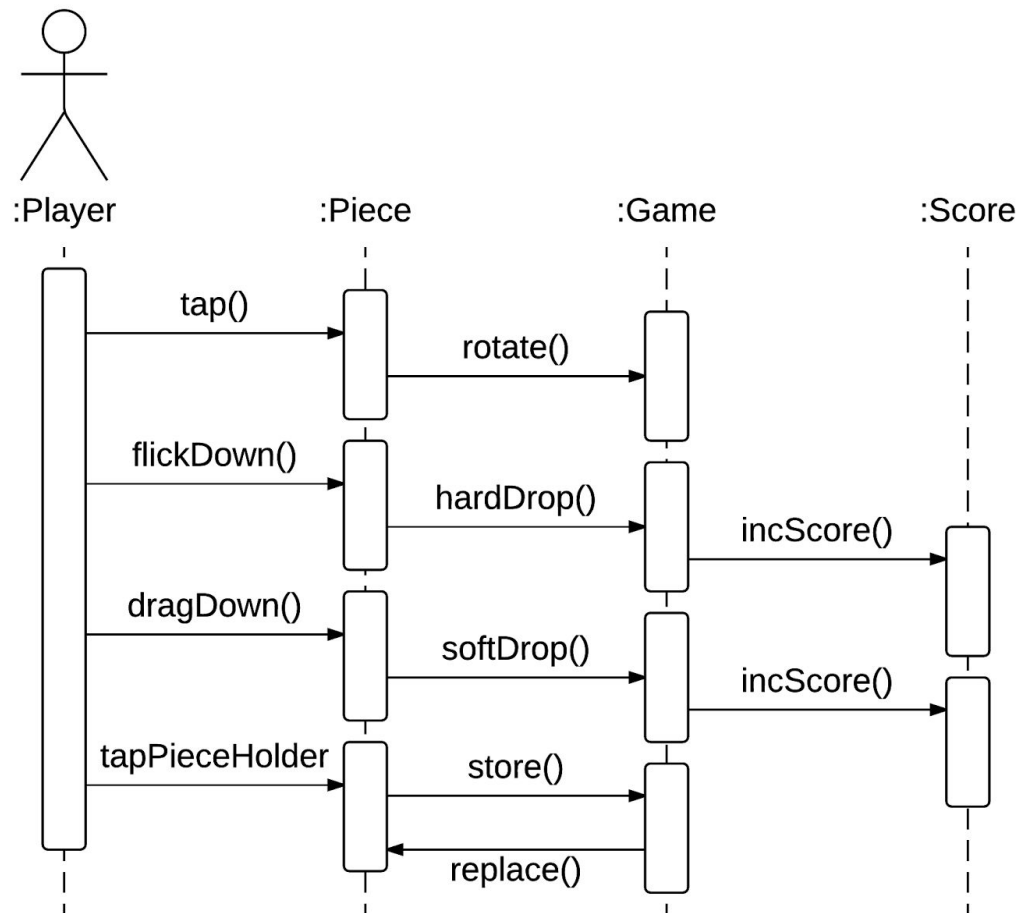 :Player :Piece :Game :Score
tap()
rotate()
flickDown()
hardDrop()
incScore()
dragDown()
softDrop()
incScore()
tapPieceHolder
store()
replace()